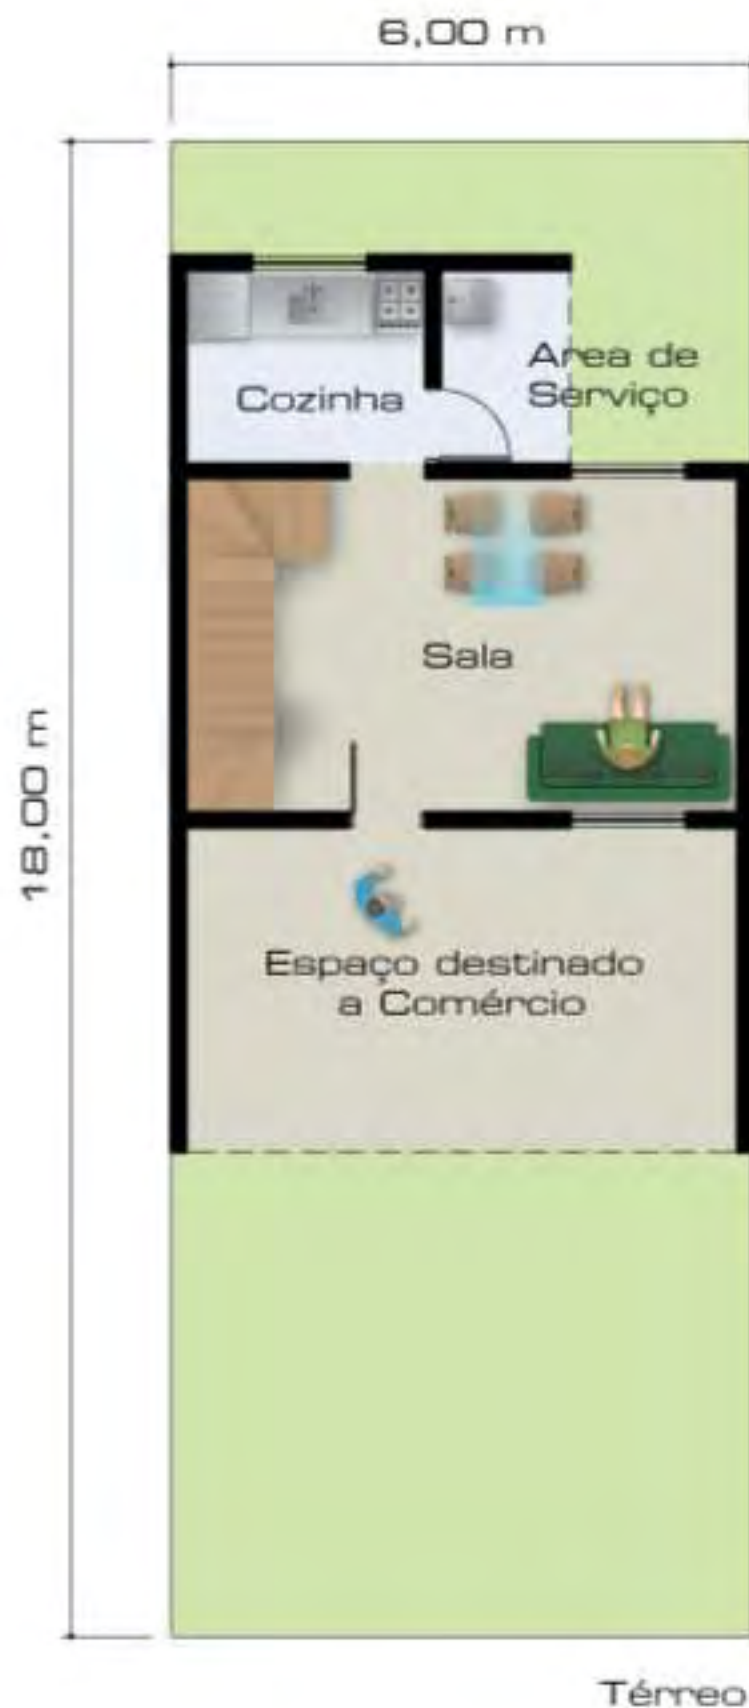 6,00 m
Area de
Serviço
Cozinha
Sala
18,00 m
Espaço destinado
a Comércio
Térreo